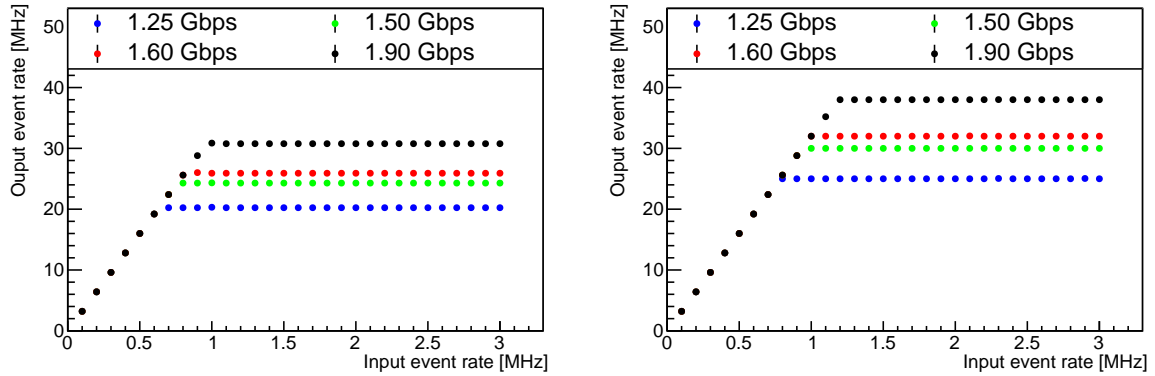 1.25 Gbps
1.50 Gbps
1.60 Gbps
1.90 Gbps
Ouput event rate [MHz]
50
40
30
20
10
0
0 0.5 1 1.5 2 2.5 3
Input event rate [MHz]
1.25 Gbps
1.50 Gbps
1.60 Gbps
1.90 Gbps
Ouput event rate [MHz]
50
40
30
20
10
0
0 0.5 1 1.5 2 2.5 3
Input event rate [MHz]